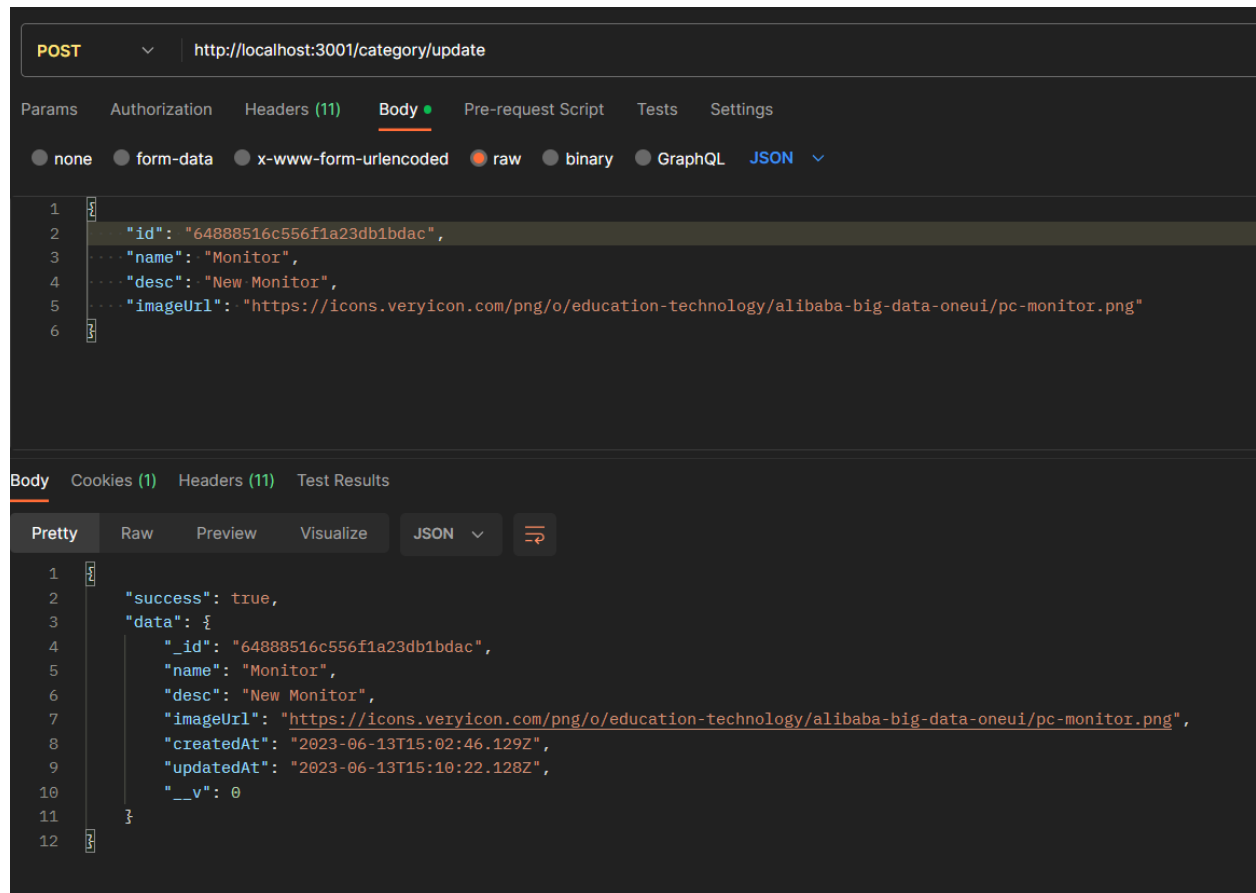 POST http://localhost:3001/category/update
Params Authorization Headers (11) Body Pre-request Script Tests Settings
none form-data x-www-form-urlencoded raw binary GraphQL JSON
1 {
2 "id": "64888516c556f1a23db1bdac",
3 "name": "Monitor",
4 "desc": "New Monitor",
5 "imageUrl": "https://icons.veryicon.com/png/o/education-technology/alibaba-big-data-oneui/pc-monitor.png"
6 }
Body Cookies (1) Headers (11) Test Results
Pretty Raw Preview Visualize JSON
1 {
2 "success": true,
3 "data": {
4 "_id": "64888516c556f1a23db1bdac",
5 "name": "Monitor",
6 "desc": "New Monitor",
7 "imageUrl": "https://icons.veryicon.com/png/o/education-technology/alibaba-big-data-oneui/pc-monitor.png",
8 "createdAt": "2023-06-13T15:02:46.129Z",
9 "updatedAt": "2023-06-13T15:10:22.128Z",
10 "__v": 0
11 }
12 }